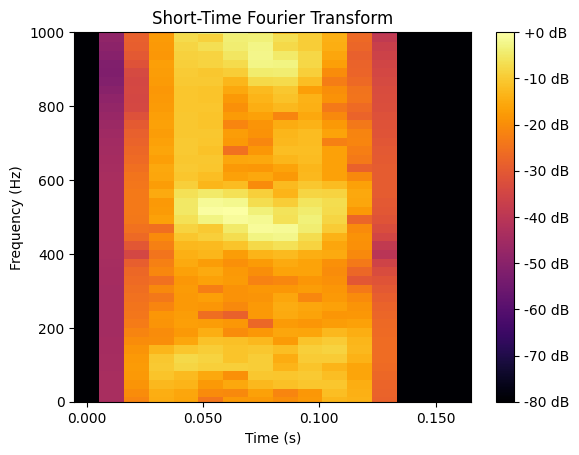 Short-Time Fourier Transform
1000
800
600
400
200
0
Frequency (Hz)
0.000
0.050
0.100
0.150
Time (s)
+0 dB
-10 dB
-20 dB
-30 dB
-40 dB
-50 dB
-60 dB
-70 dB
-80 dB